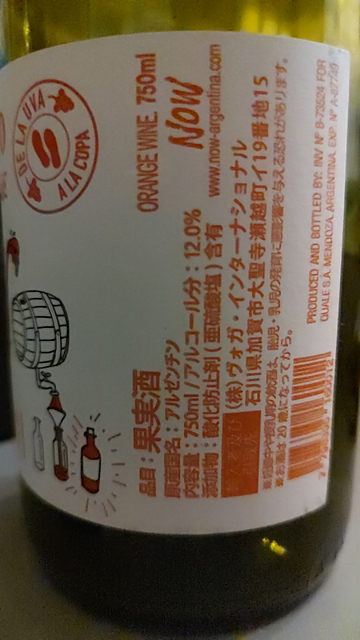 DE LA UVA
A LA COPA
ORANGE WINE 750ml
NOW
www.now-argentina.com
品目：果実酒
原産国名：アルゼンチン
内容量：750ml / アルコール分：12.0%
添加物：酸化防止剤（亜硫酸塩）含有
(株)ヴォガ・インターナショナル
石川県加賀市大聖寺瀬越町イ19番地15
PRODUCED AND BOTTLED BY: INV N° B-73524 FOR
MENDOZA, ARGENTINA. EXP. N°